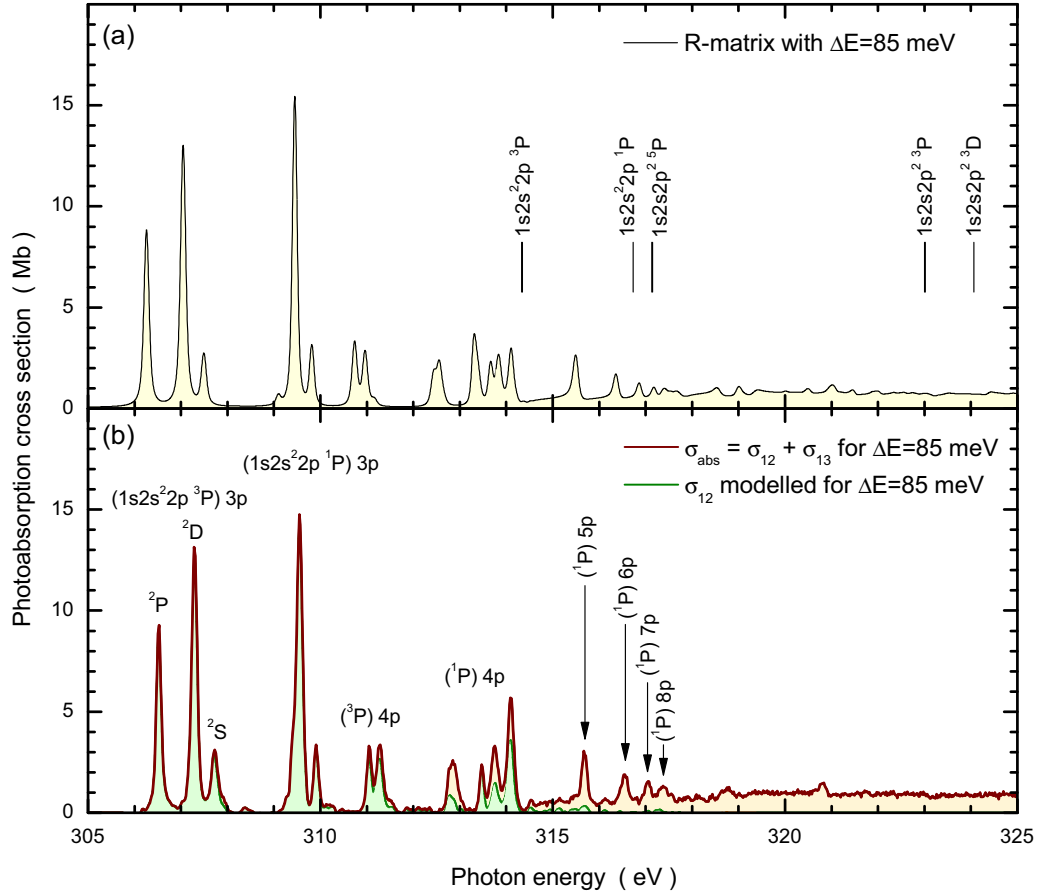 (a)
R-matrix with ΔE=85 meV
15
10
5
0
1s2s²2p ³P
1s2s²2p ¹P
1s2s2p² ⁵P
1s2s2p² ³P
1s2s2p² ³D
Photoabsorption cross section ( Mb)
(b)
σabs = σ12 + σ13 for ΔE=85 meV
σ12 modelled for ΔE=85 meV
(1s2s²2p ¹P) 3p
(1s2s²2p ³P) 3p
²D
²P
²S
(³P) 4p
(¹P) 4p
(¹P) 5p
(¹P) 6p
(¹P) 7p
(¹P) 8p
15
10
5
0
305 310 315 320 325
Photon energy ( eV)